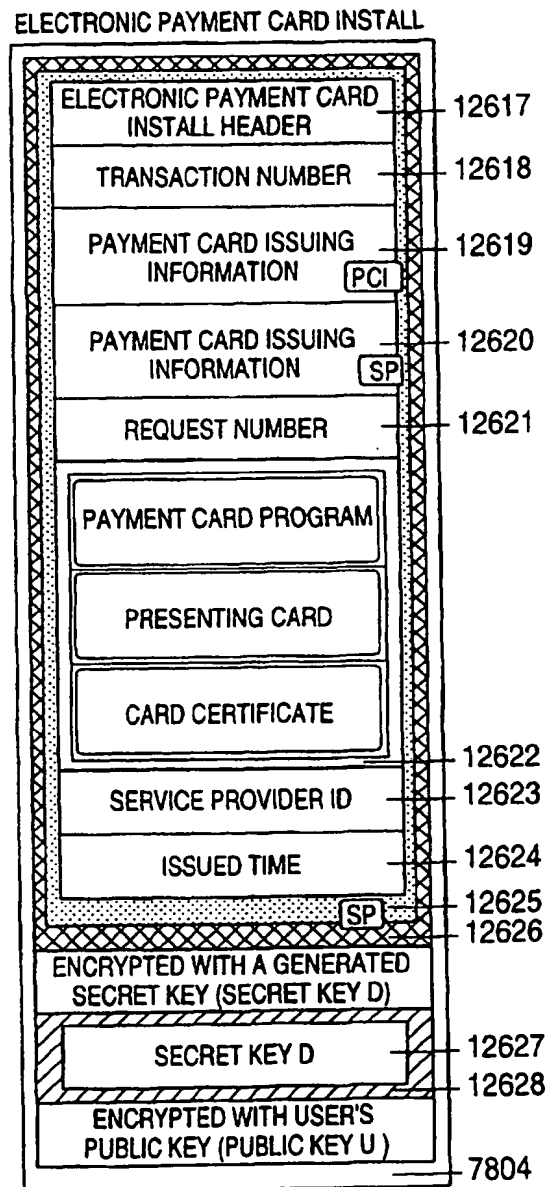 ELECTRONIC PAYMENT CARD INSTALL
ELECTRONIC PAYMENT CARD
INSTALL HEADER
12617
TRANSACTION NUMBER
12618
PAYMENT CARD ISSUING
INFORMATION
PCI
12619
PAYMENT CARD ISSUING
INFORMATION
SP
12620
REQUEST NUMBER
12621
PAYMENT CARD PROGRAM
PRESENTING CARD
CARD CERTIFICATE
12622
SERVICE PROVIDER ID
12623
ISSUED TIME
12624
SP
12625
12626
ENCRYPTED WITH A GENERATED
SECRET KEY (SECRET KEY D)
SECRET KEY D
12627
12628
ENCRYPTED WITH USER'S
PUBLIC KEY (PUBLIC KEY U )
7804